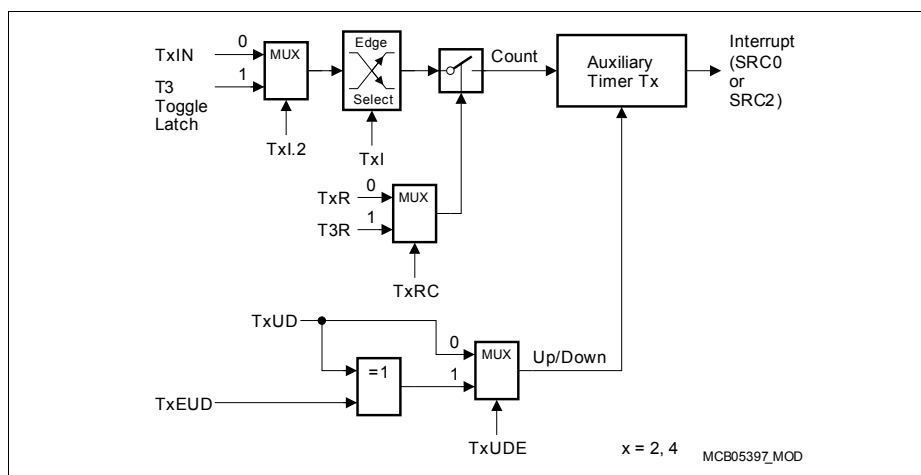 TxIN
0
MUX
1
T3
Toggle
Latch
TxI.2
Edge
Select
TxI
Count
Auxiliary
Timer Tx
Interrupt
(SRC0
or
SRC2)
TxR
0
MUX
T3R
1
TxRC
TxUD
0
MUX
Up/Down
=1
1
TxEUD
TxUDE
x = 2, 4
MCB05397_MOD